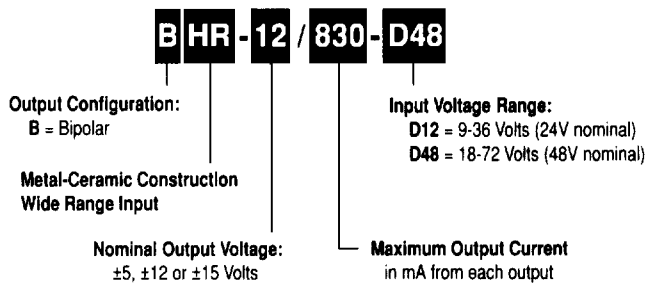 BHR-12/830-D48
Output Configuration:
B = Bipolar
Input Voltage Range:
D12 = 9-36 Volts (24V nominal)
D48 = 18-72 Volts (48V nominal)
Metal-Ceramic Construction
Wide Range Input
Nominal Output Voltage:
±5, ±12 or ±15 Volts
Maximum Output Current
in mA from each output